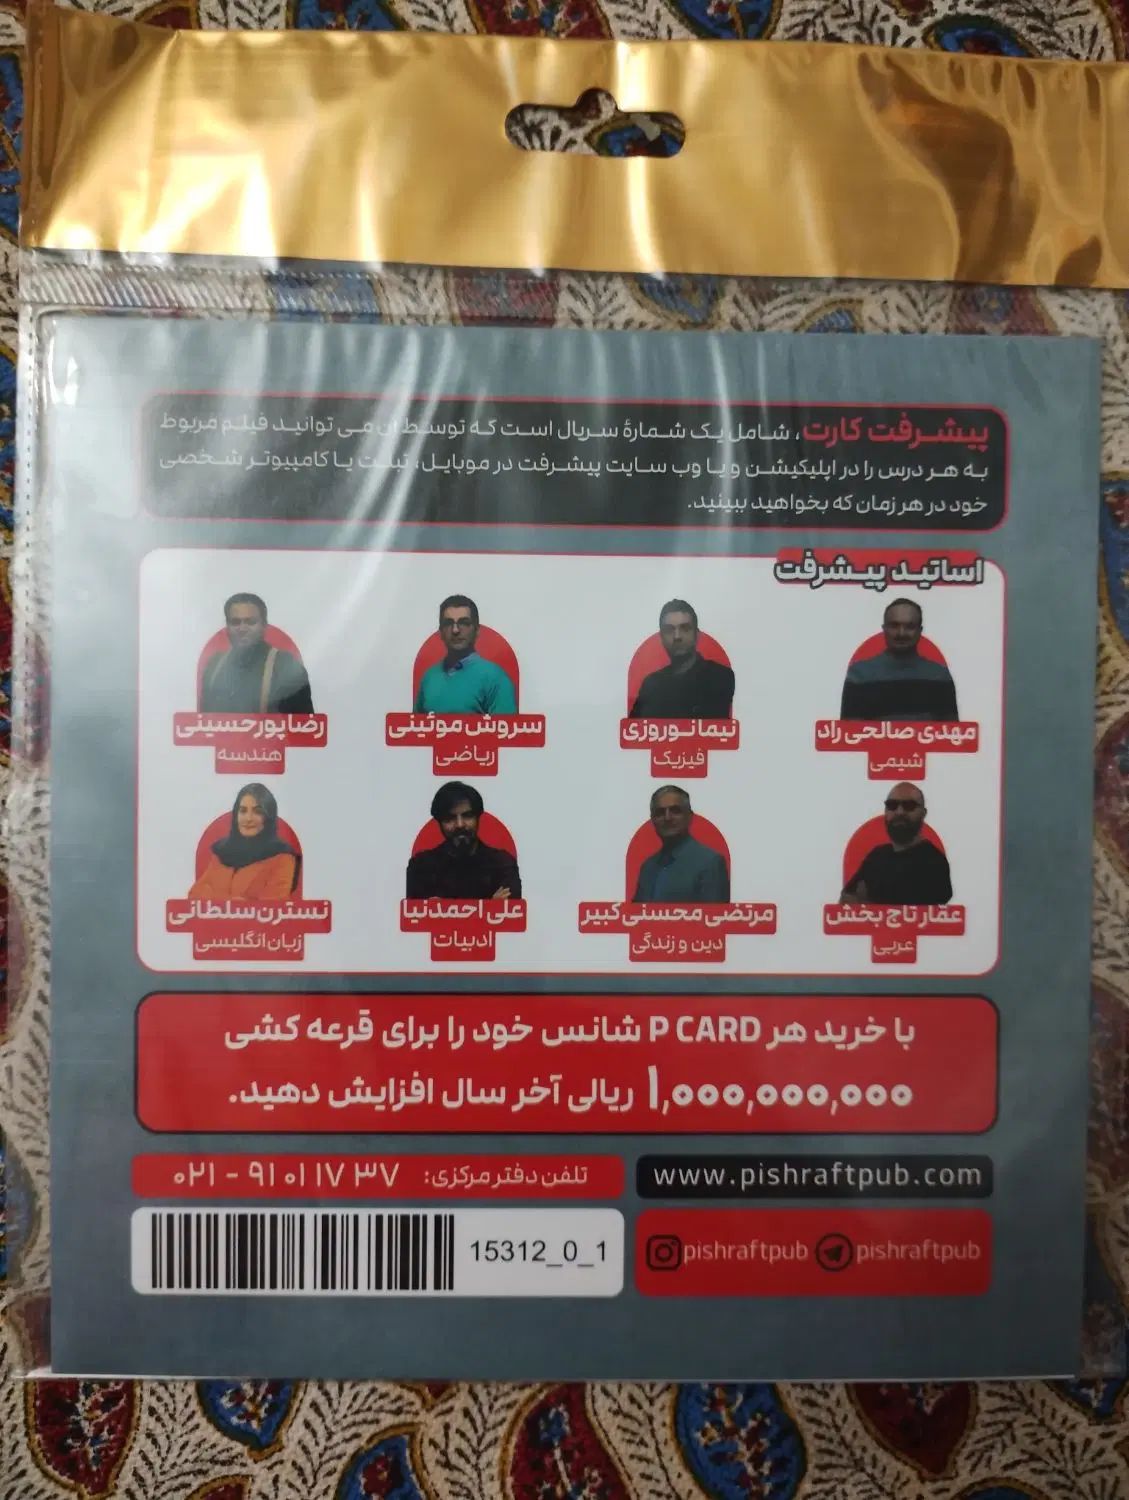 پیشرفت کارت، شامل یک شمارهٔ سریال است که توسط آن می توانید فیلم مربوط
به هر درس را در اپلیکیشن و یا وب سایت پیشرفت در موبایل، تبلت یا کامپیوتر شخصی
خود در هر زمان که بخواهید ببینید.
اساتید پیشرفت
مهدی صالحی راد
شیمی
نیما نوروزی
فیزیک
سروش موئینی
ریاضی
رضا پورحسینی
هندسه
عقار تاج بخش
عربی
مرتضی محسنی کبیر
دین و زندگی
علی احمدنیا
ادبیات
نسترن سلطانی
زبان انگلیسی
با خرید هر P CARD شانس خود را برای قرعه کشی
۱,۰۰۰,۰۰۰,۰۰۰ ریالی آخر سال افزایش دهید.
www.pishraftpub.com
تلفن دفتر مرکزی: ۰۲۱ - ۹۱ ۰۱ ۱۷ ۳۷
pishraftpub pishraftpub
15312_0_1